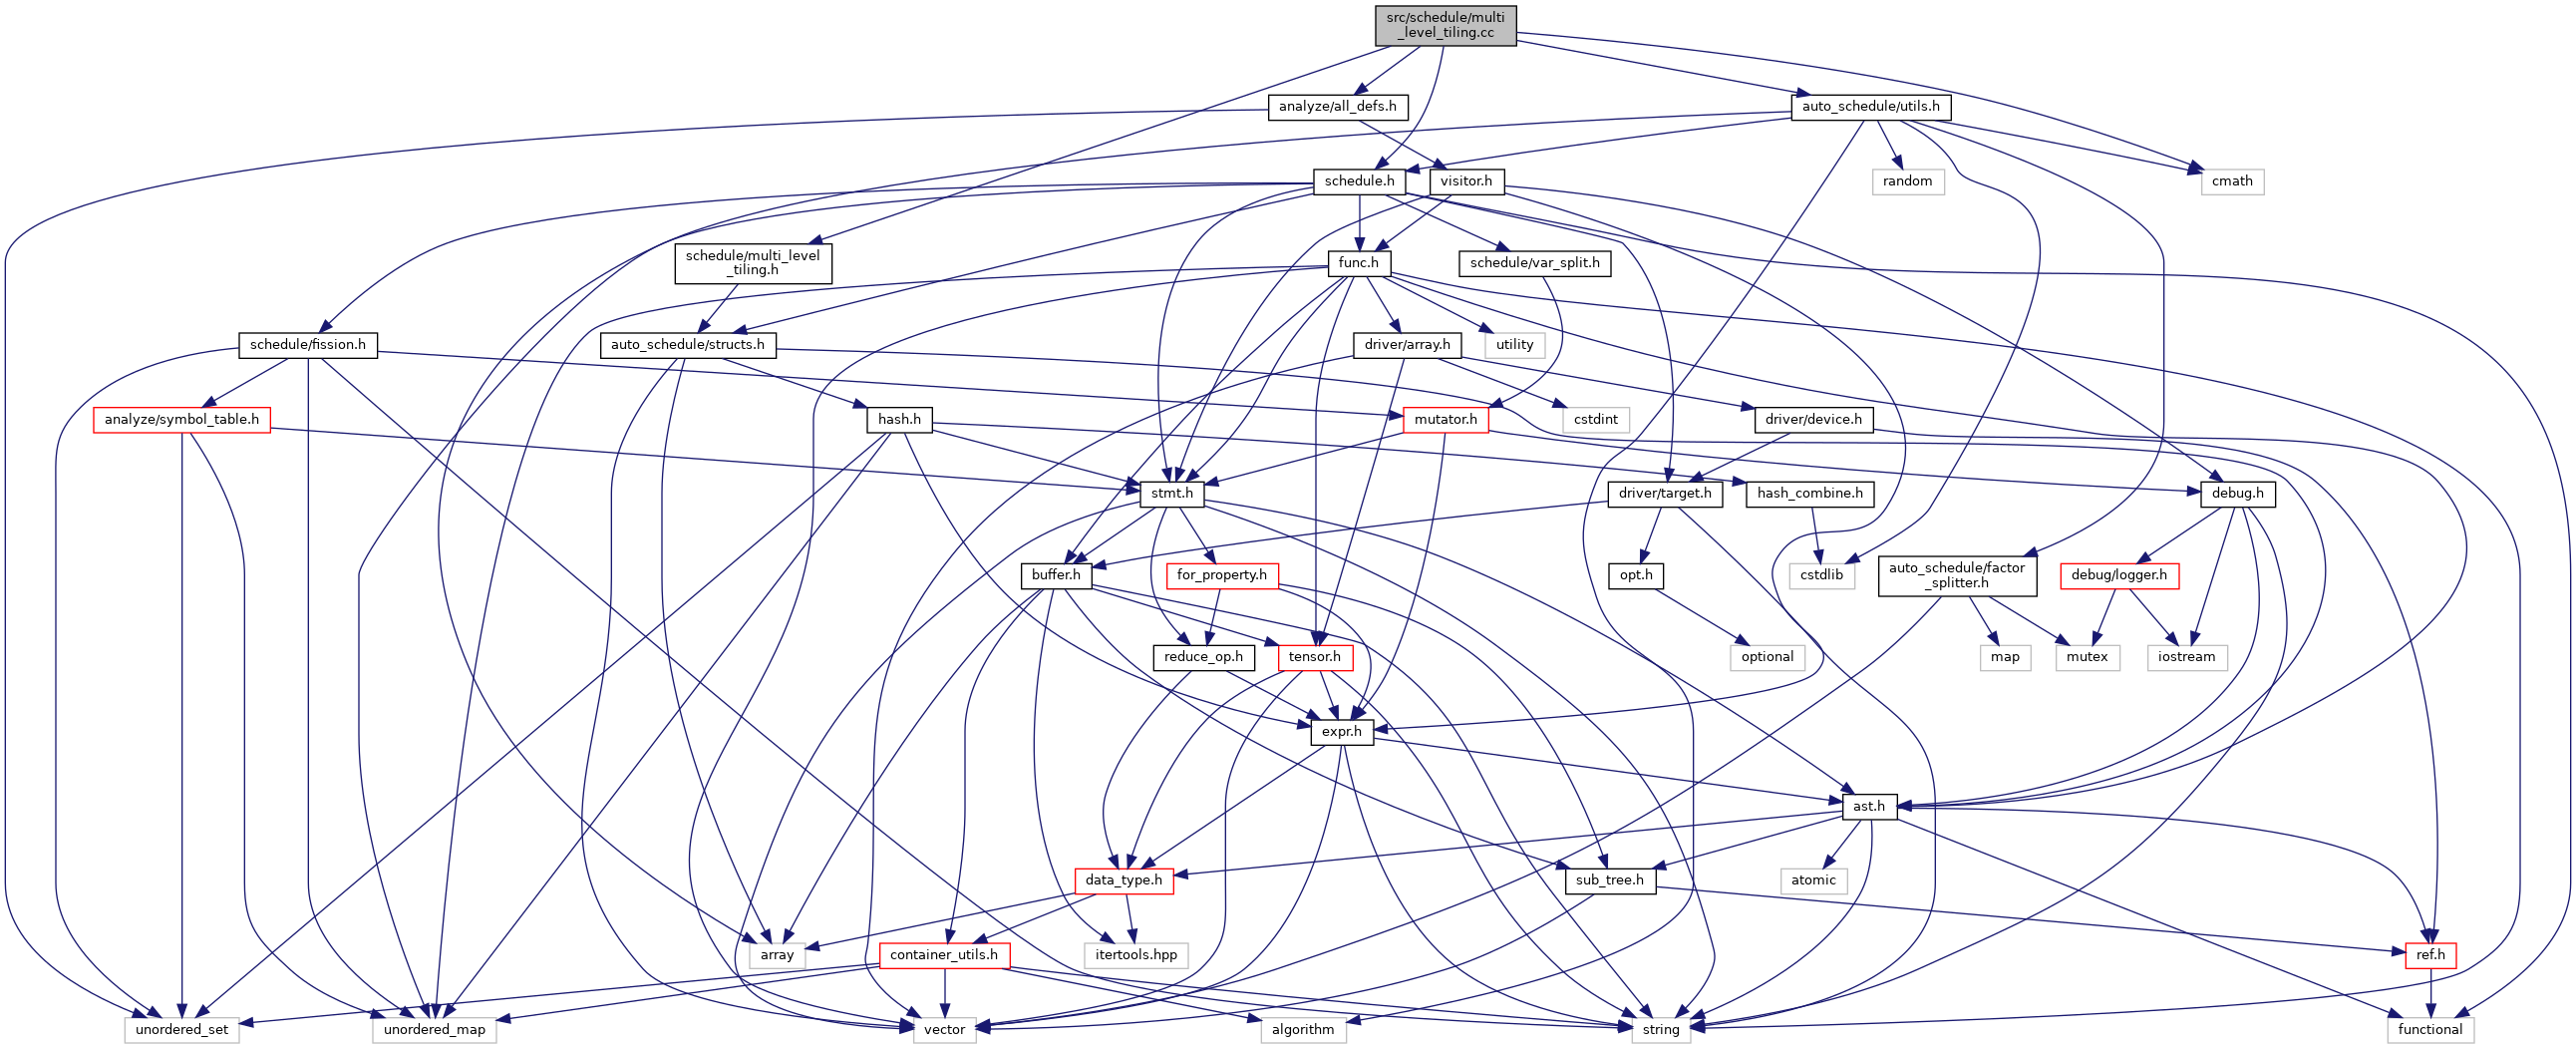 src/schedule/multi
_level_tiling.cc
analyze/all_defs.h
auto_schedule/utils.h
schedule.h
visitor.h
random
cmath
schedule/multi_level
_tiling.h
func.h
schedule/var_split.h
schedule/fission.h
auto_schedule/structs.h
driver/array.h
utility
analyze/symbol_table.h
hash.h
mutator.h
cstdint
driver/device.h
stmt.h
driver/target.h
hash_combine.h
debug.h
buffer.h
for_property.h
opt.h
cstdlib
auto_schedule/factor
_splitter.h
debug/logger.h
reduce_op.h
tensor.h
optional
map
mutex
iostream
expr.h
ast.h
data_type.h
sub_tree.h
atomic
array
container_utils.h
itertools.hpp
ref.h
unordered_set
unordered_map
vector
algorithm
string
functional